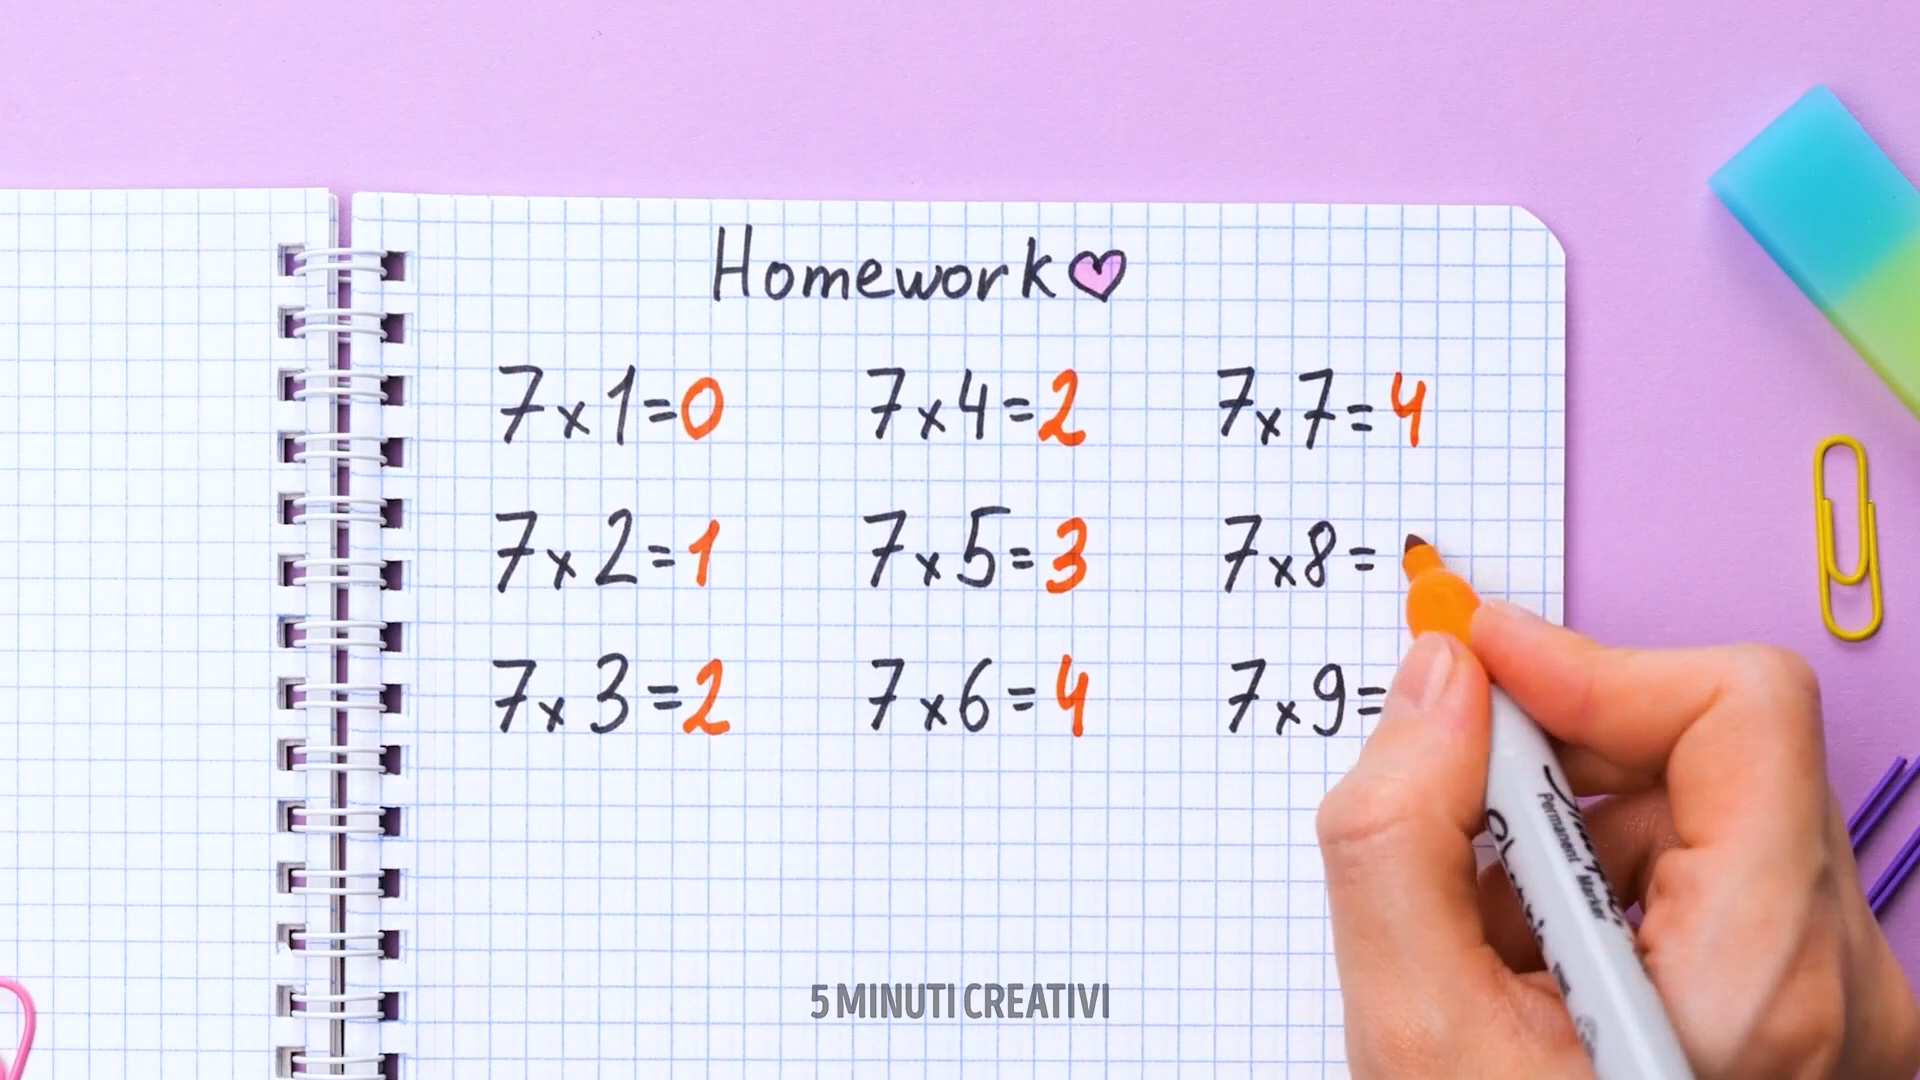 Homework
7x1=0 7x4=2 7x7=4
7x2=1 7x5=3 7x8=
7x3=2 7x6=4 7x9=
Permanent Marker
5 MINUTI CREATIVI